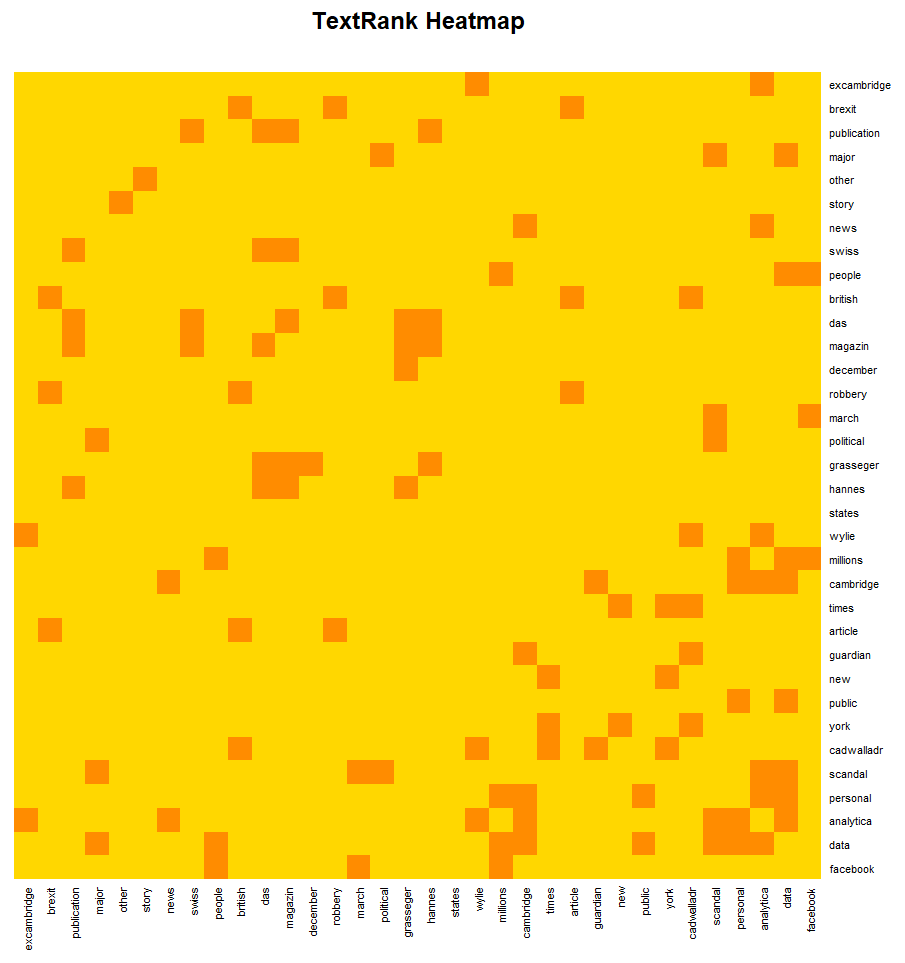 TextRank Heatmap
excambridge
brexit
publication
major
other
story
news
swiss
people
british
das
magazin
december
robbery
march
political
grasseger
hannes
states
wylie
millions
cambridge
times
article
guardian
new
public
york
cadwalladr
scandal
personal
analytica
data
facebook
excambridge
brexit
publication
major
other
story
news
swiss
people
british
das
magazin
december
robbery
march
political
grasseger
hannes
states
wylie
millions
cambridge
times
article
guardian
new
public
york
cadwalladr
scandal
personal
analytica
data
facebook